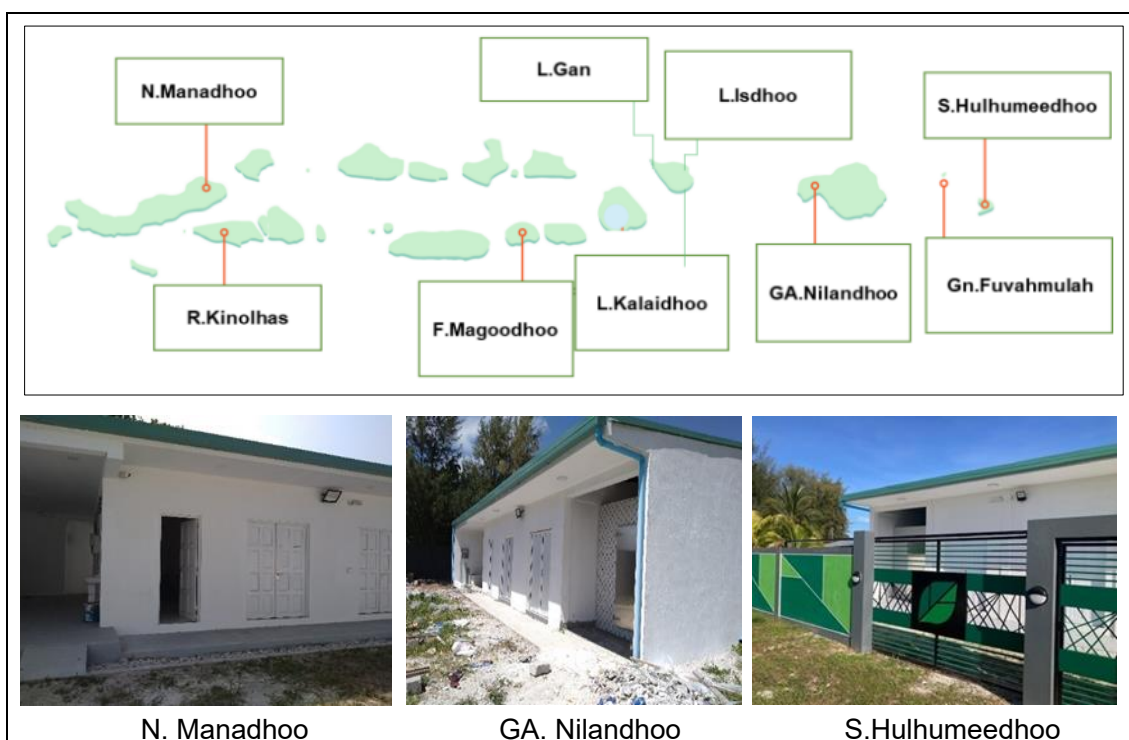 L.Gan
N.Manadhoo
L.Isdhoo
S.Hulhumeedhoo
R.Kinolhas
F.Magoodhoo
L.Kalaidhoo
GA.Nilandhoo
Gn.Fuvahmulah
N. Manadhoo
GA. Nilandhoo
S.Hulhumeedhoo